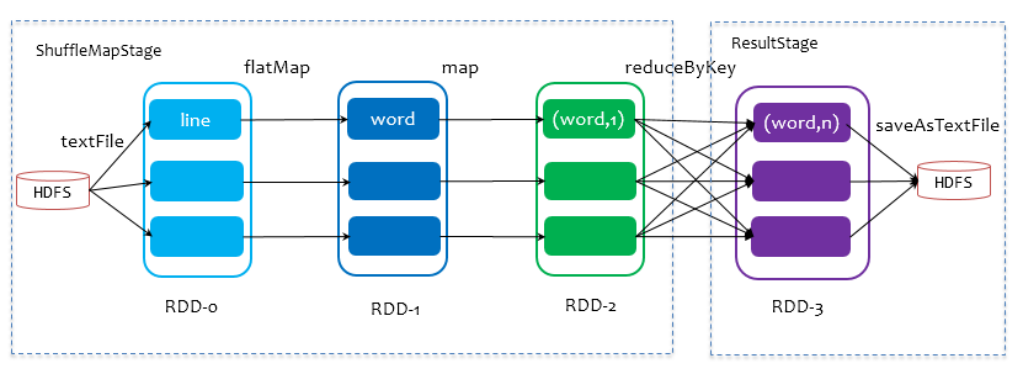 ShuffleMapStage
ResultStage
flatMap
map
reduceByKey
textFile
line
word
(word,1)
(word,n)
saveAsTextFile
HDFS
HDFS
RDD-0
RDD-1
RDD-2
RDD-3